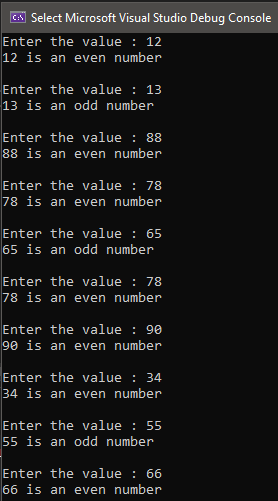 Select Microsoft Visual Studio Debug Console
Enter the value : 12
12 is an even number
Enter the value : 13
13 is an odd number
Enter the value : 88
88 is an even number
Enter the value : 78
78 is an even number
Enter the value : 65
65 is an odd number
Enter the value : 78
78 is an even number
Enter the value : 90
90 is an even number
Enter the value : 34
34 is an even number
Enter the value : 55
55 is an odd number
Enter the value : 66
66 is an even number